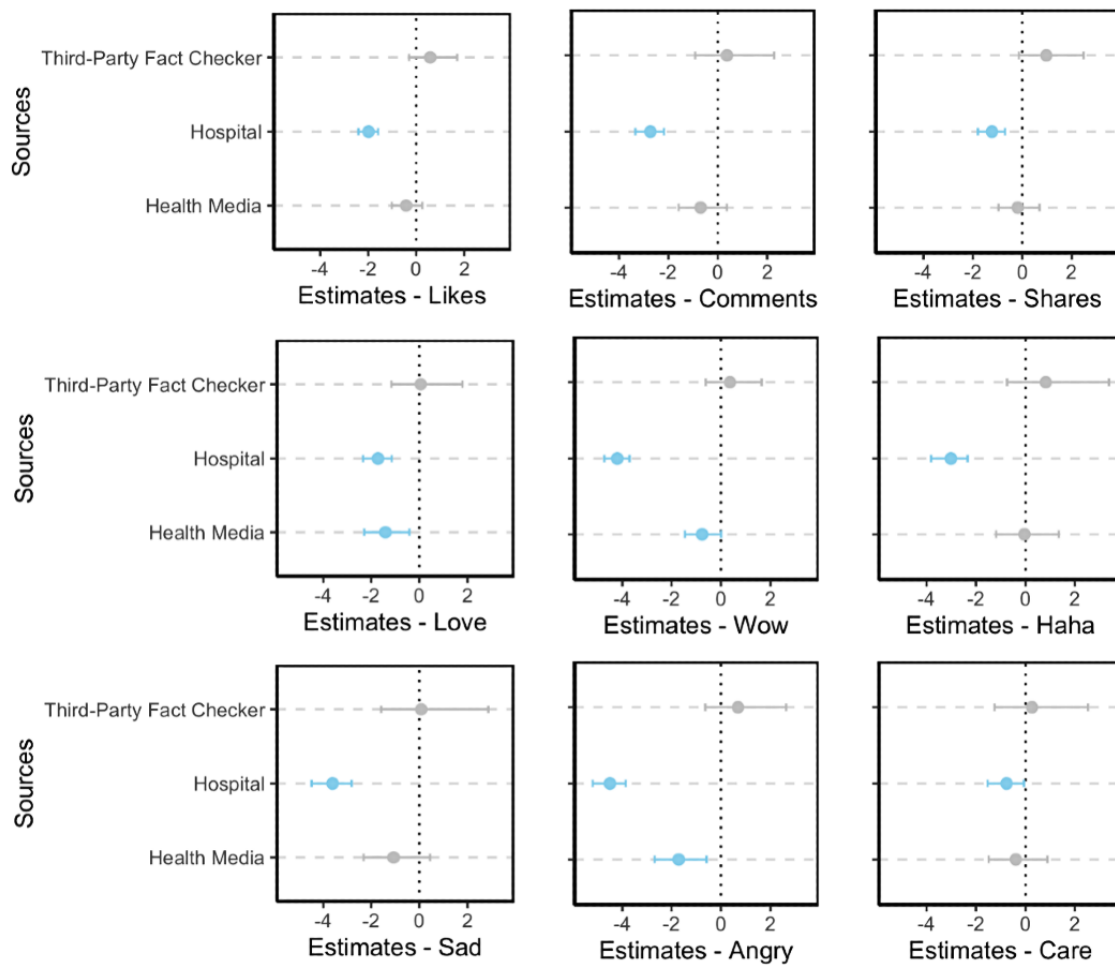 Sources
Third-Party Fact Checker
Hospital
Health Media
-4 -2 0 2
-4 -2 0 2
-4 -2 0 2
Estimates - Likes
Estimates - Comments
Estimates - Shares
Sources
Third-Party Fact Checker
Hospital
Health Media
-4 -2 0 2
-4 -2 0 2
-4 -2 0 2
Estimates - Love
Estimates - Wow
Estimates - Haha
Sources
Third-Party Fact Checker
Hospital
Health Media
-4 -2 0 2
-4 -2 0 2
-4 -2 0 2
Estimates - Sad
Estimates - Angry
Estimates - Care